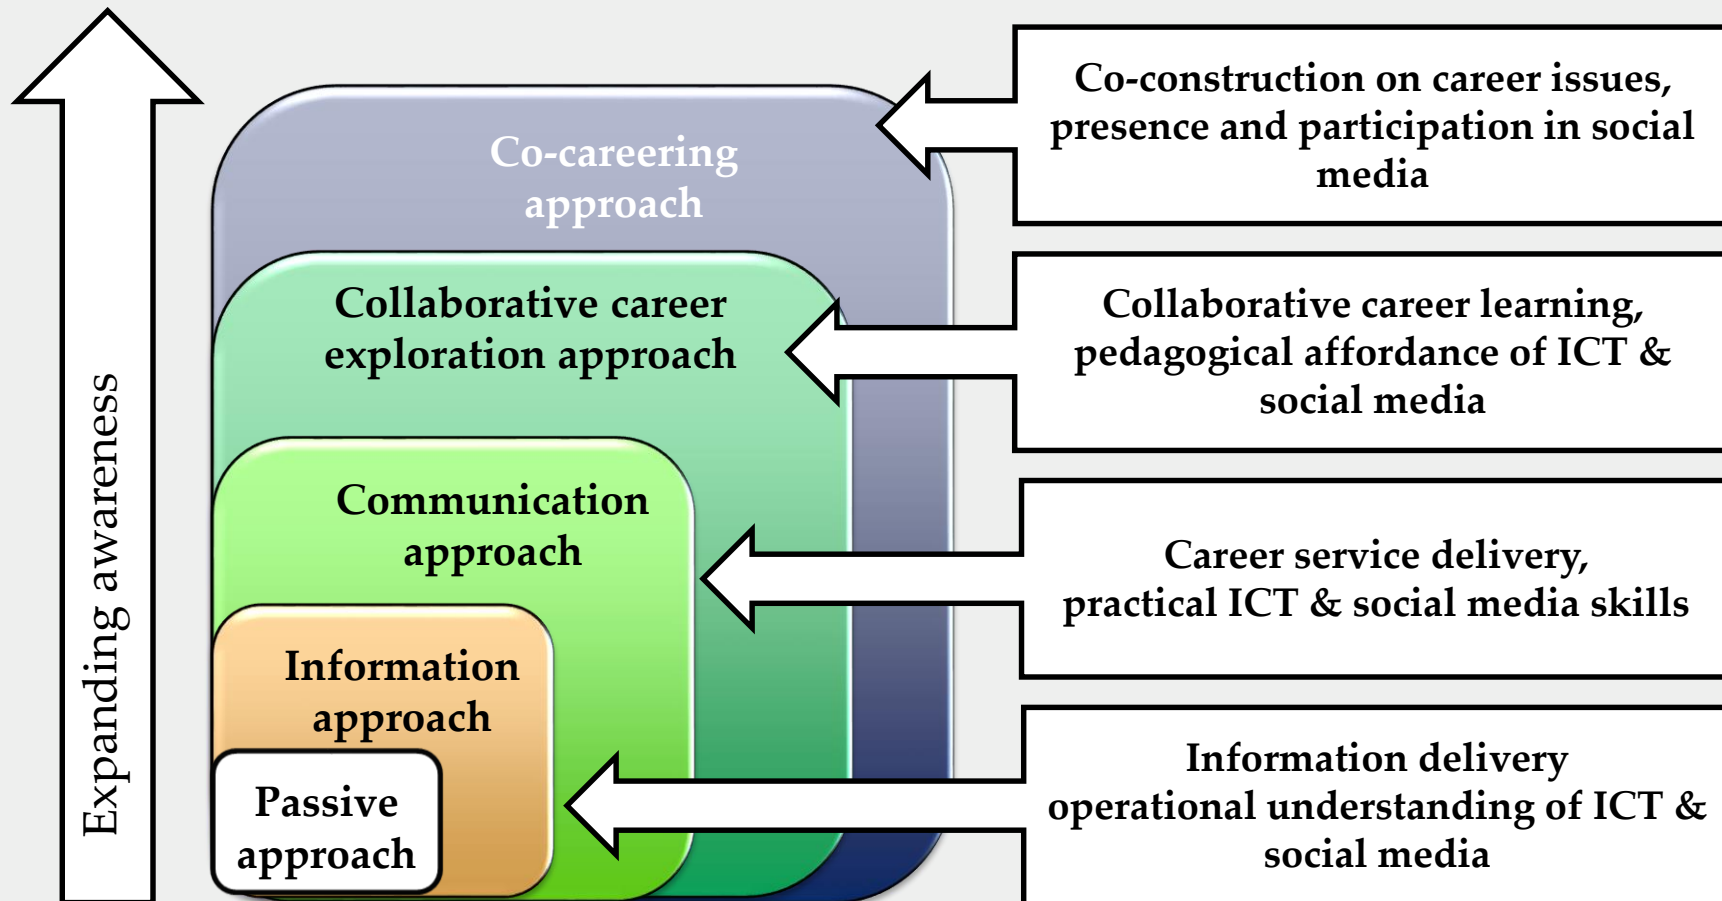 Expanding awareness
Co-careering
approach
Collaborative career
exploration approach
Communication
approach
Information
approach
Passive
approach
Co-construction on career issues,
presence and participation in social
media
Collaborative career learning,
pedagogical affordance of ICT &
social media
Career service delivery,
practical ICT & social media skills
Information delivery
operational understanding of ICT &
social media